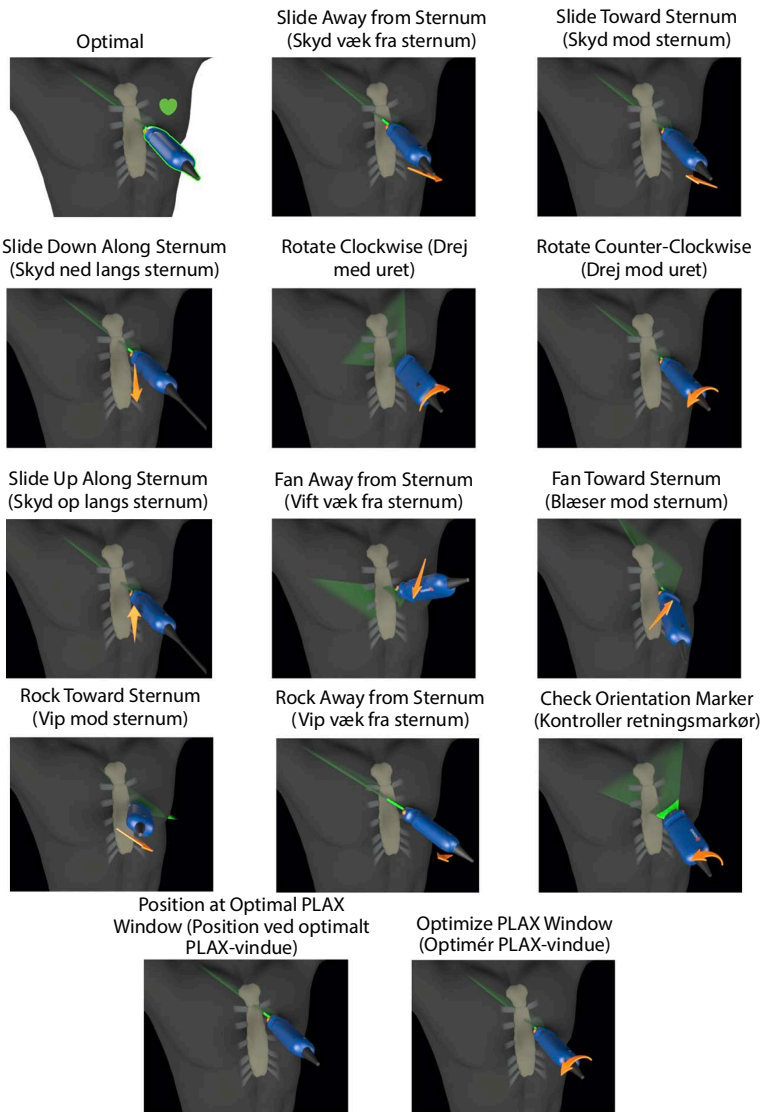 Optimal
Slide Away from Sternum
(Skyd væk fra sternum)
Slide Toward Sternum
(Skyd mod sternum)
Slide Down Along Sternum
(Skyd ned langs sternum)
Rotate Clockwise (Drej
med uret)
Rotate Counter-Clockwise
(Drej mod uret)
Slide Up Along Sternum
(Skyd op langs sternum)
Fan Away from Sternum
(Vift væk fra sternum)
Fan Toward Sternum
(Blæser mod sternum)
Rock Toward Sternum
(Vip mod sternum)
Rock Away from Sternum
(Vip væk fra sternum)
Check Orientation Marker
(Kontroller retningsmarkør)
Position at Optimal PLAX
Window (Position ved optimalt
PLAX-vindue)
Optimize PLAX Window
(Optimér PLAX-vindue)